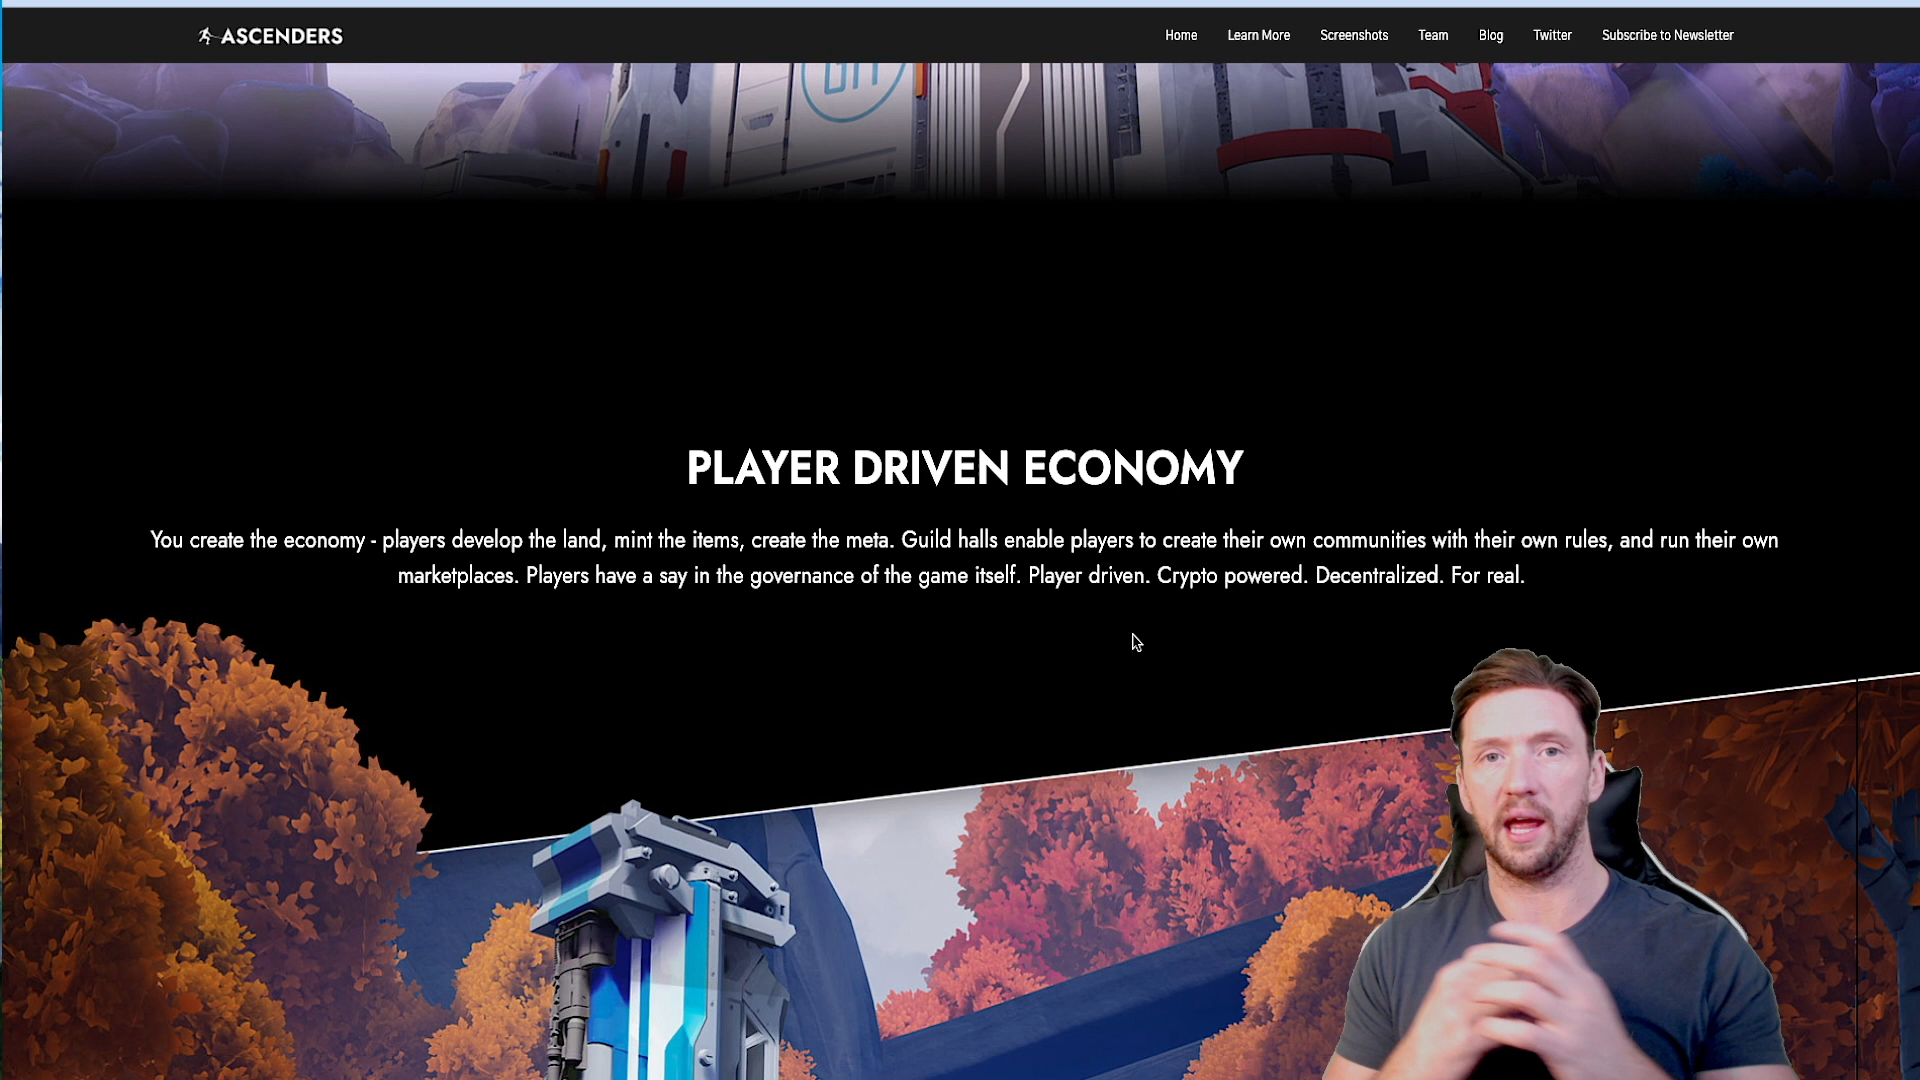 ASCENDERS
Home Learn More Screenshots Team Blog Twitter Subscribe to Newsletter
PLAYER DRIVEN ECONOMY
You create the economy - players develop the land, mint the items, create the meta. Guild halls enable players to create their own communities with their own rules, and run their own
marketplaces. Players have a say in the governance of the game itself. Player driven. Crypto powered. Decentralized. For real.